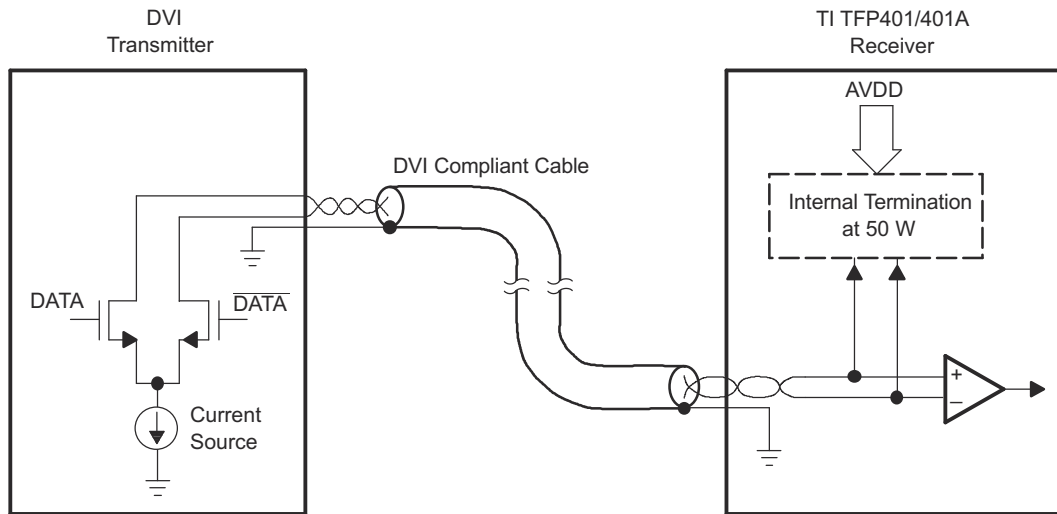 DVI
Transmitter
TI TFP401/401A
Receiver
AVDD
DVI Compliant Cable
Internal Termination
at 50 W
DATA
DATA
+
−
Current
Source